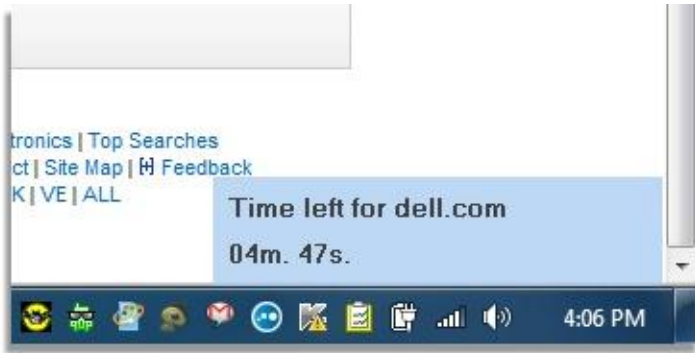 tronics | Top Searches
ct | Site Map | [+] Feedback
K | VE | ALL
Time left for dell.com
04m. 47s.
4:06 PM